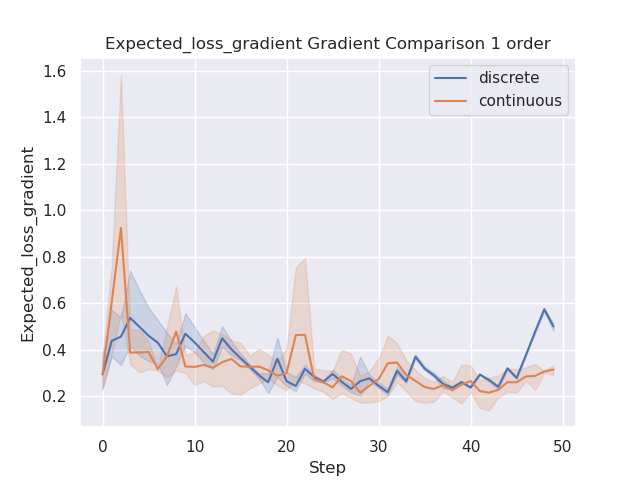 Expected_loss_gradient Gradient Comparison 1 order
discrete
continuous
Expected_loss_gradient
1.6
1.4
1.2
1.0
0.8
0.6
0.4
0.2
0
10
20
30
40
50
Step